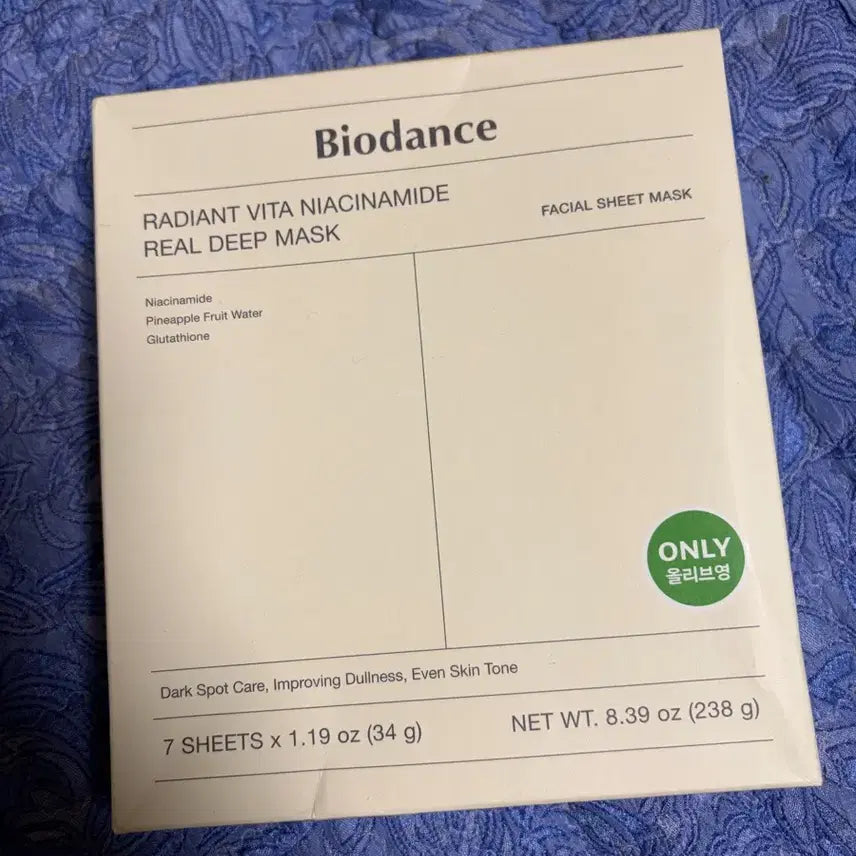 Biodance
RADIANT VITA NIACINAMIDE
REAL DEEP MASK
FACIAL SHEET MASK
Niacinamide
Pineapple Fruit Water
Glutathione
ONLY
올리브영
Dark Spot Care, Improving Dullness, Even Skin Tone
7 SHEETS x 1.19 oz (34 g)
NET WT. 8.39 oz (238 g)